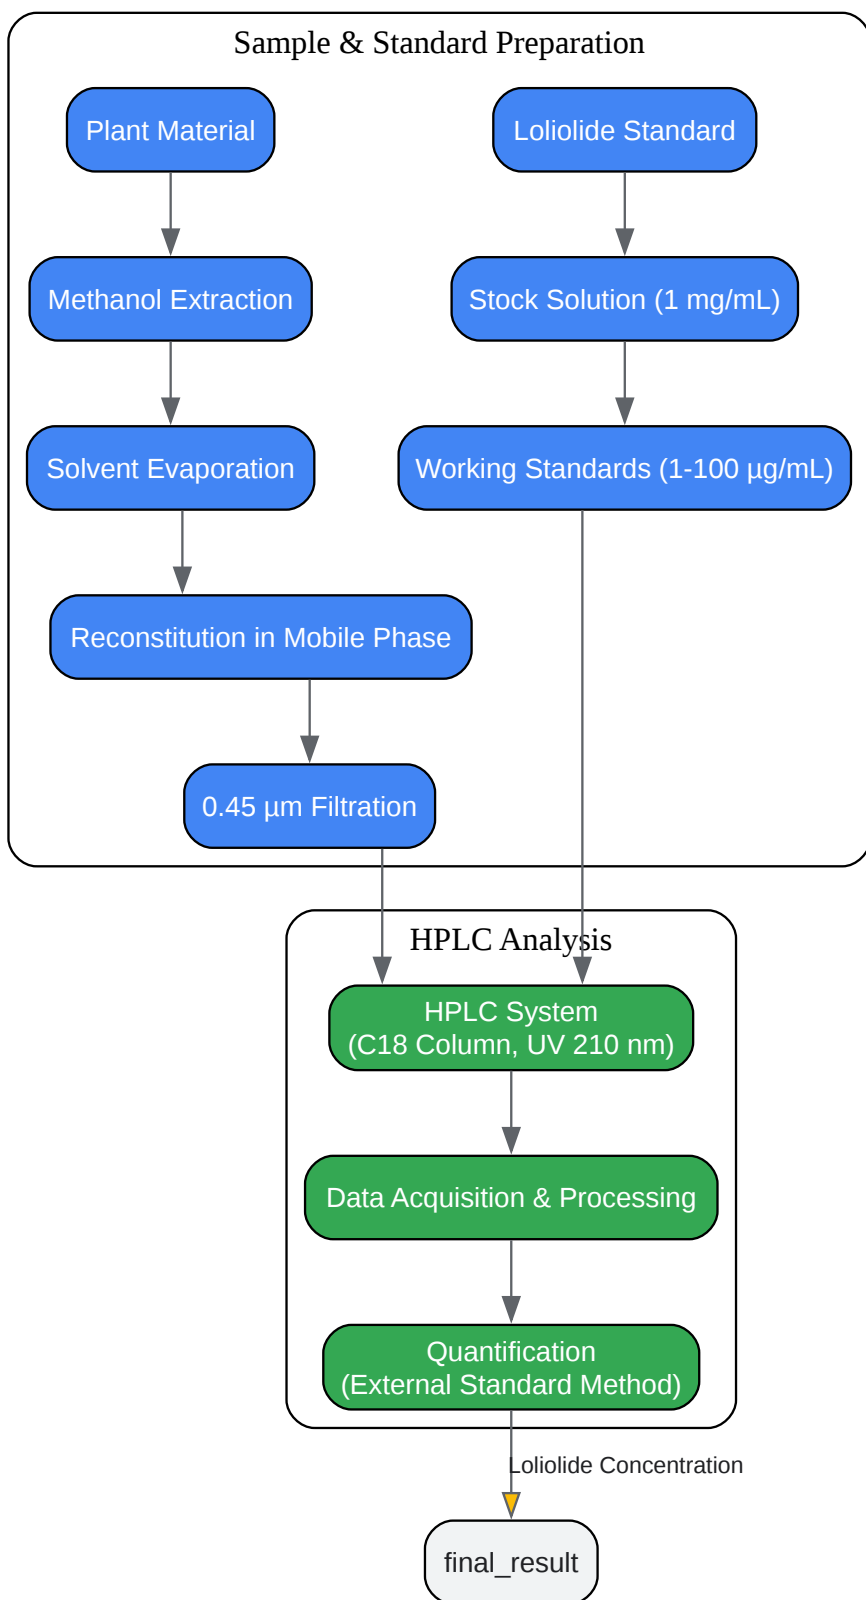 Sample & Standard Preparation
Plant Material
Loliolide Standard
Methanol Extraction
Stock Solution (1 mg/mL)
Solvent Evaporation
Working Standards (1-100 µg/mL)
Reconstitution in Mobile Phase
0.45 µm Filtration
HPLC Analysis
HPLC System
(C18 Column, UV 210 nm)
Data Acquisition & Processing
Quantification
(External Standard Method)
Loliolide Concentration
final_result